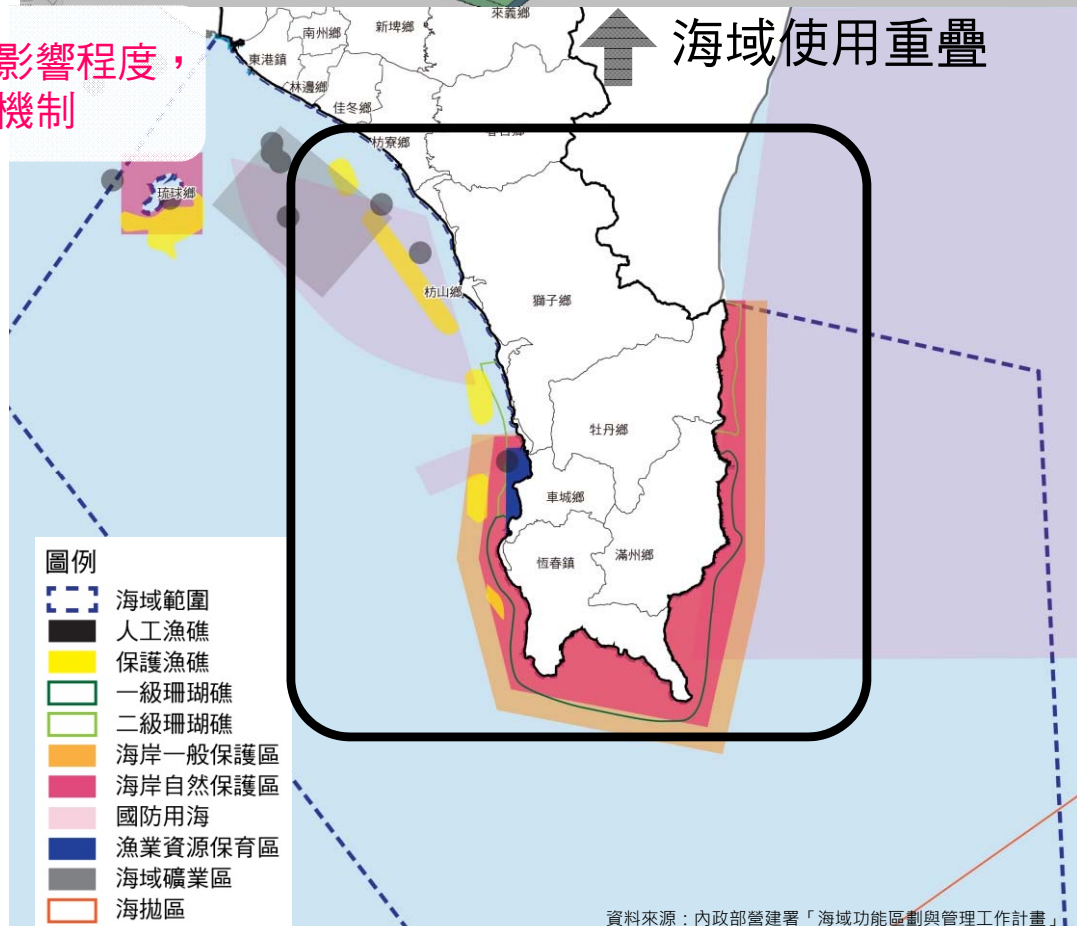 來義鄉
新埤鄉
南州鄉
海域使用重疊
影響程度，
機制
東港鎮
林邊鄉
佳冬鄉
枋寮鄉
春日鄉
琉球鄉
枋山鄉
獅子鄉
牡丹鄉
車城鄉
恆春鎮
滿州鄉
圖例
海域範圍
人工漁礁
保護漁礁
一級珊瑚礁
二級珊瑚礁
海岸一般保護區
海岸自然保護區
國防用海
漁業資源保育區
海域礦業區
海拋區
資料來源：內政部營建署「海域功能區劃與管理工作計畫」